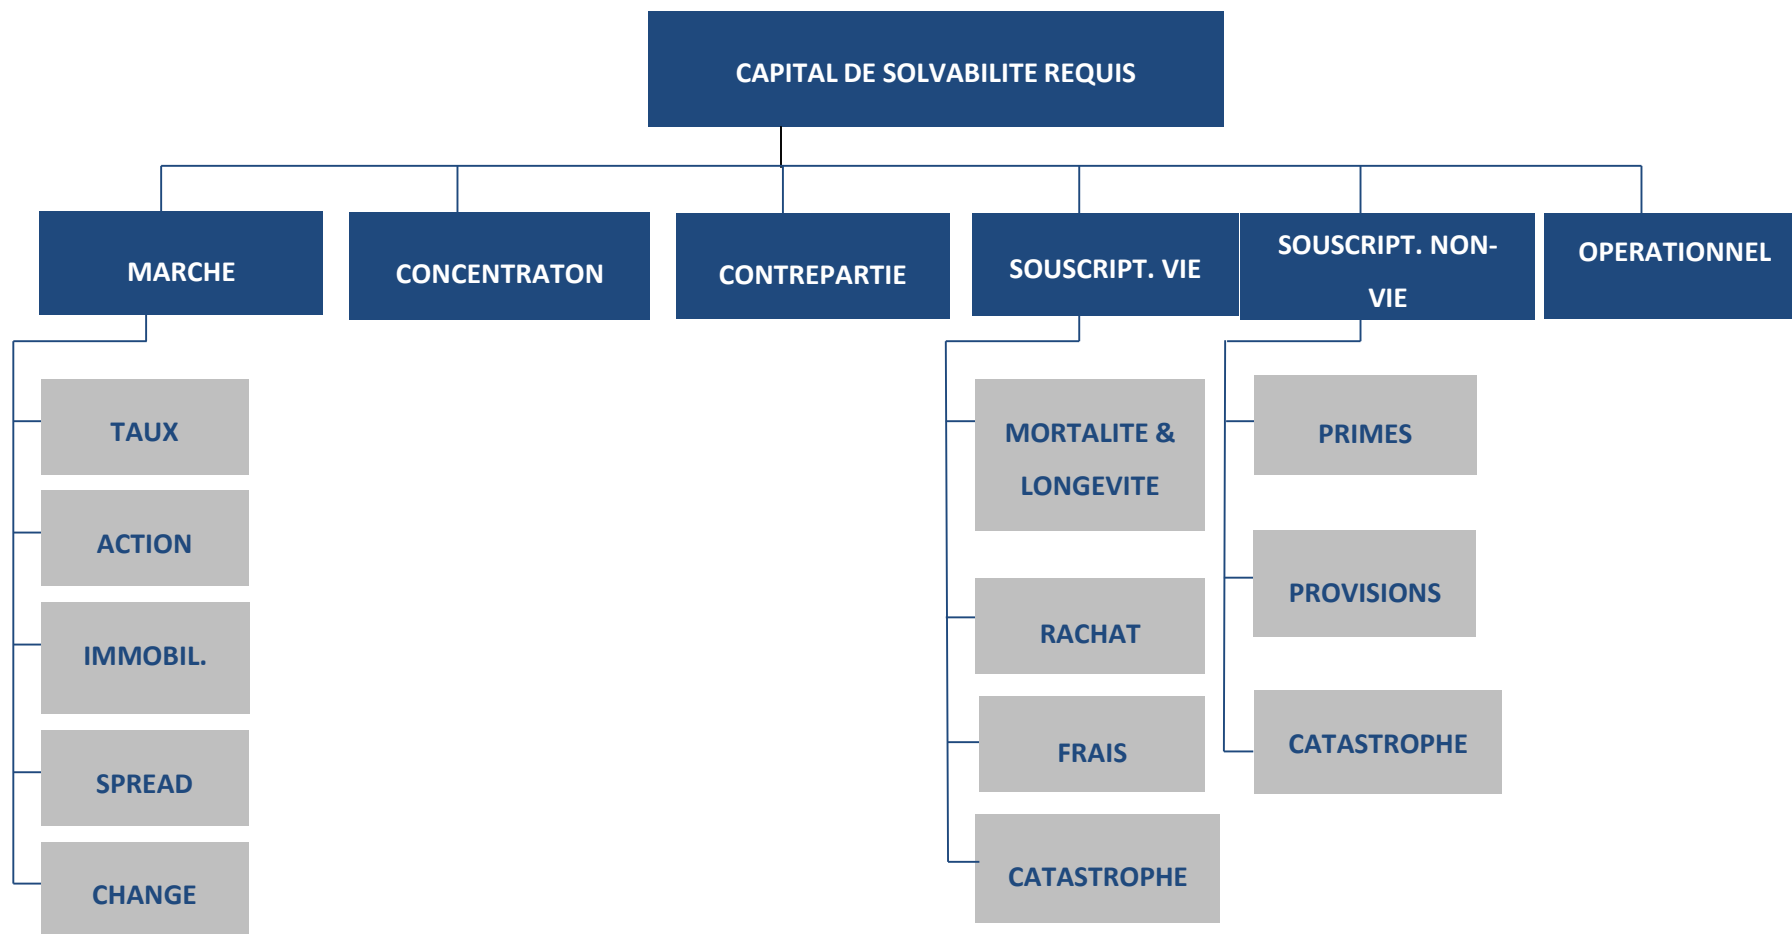 CAPITAL DE SOLVABILITE REQUIS
MARCHE
CONCENTRATON
CONTREPARTIE
SOUSCRIPT. VIE
SOUSCRIPT. NON-
VIE
OPERATIONNEL
TAUX
ACTION
IMMOBIL.
SPREAD
CHANGE
MORTALITE &
LONGEVITE
RACHAT
FRAIS
CATASTROPHE
PRIMES
PROVISIONS
CATASTROPHE